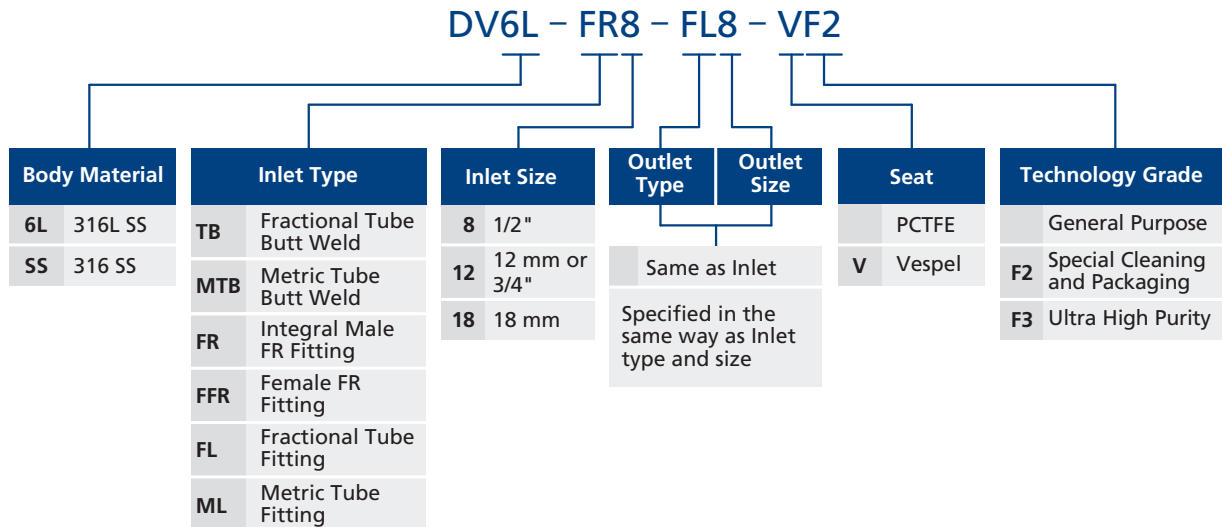 DV6L – FR8 – FL8 – VF2
Body Material
6L 316L SS
SS 316 SS
Inlet Type
TB Fractional Tube
Butt Weld
MTB Metric Tube
Butt Weld
FR Integral Male
FR Fitting
FFR Female FR
Fitting
FL Fractional Tube
Fitting
ML Metric Tube
Fitting
Inlet Size
8 1/2"
12 12 mm or
3/4"
18 18 mm
Outlet
Type
Outlet
Size
Same as Inlet
Specified in the
same way as Inlet
type and size
Seat
PCTFE
V Vespel
Technology Grade
General Purpose
F2 Special Cleaning
and Packaging
F3 Ultra High Purity